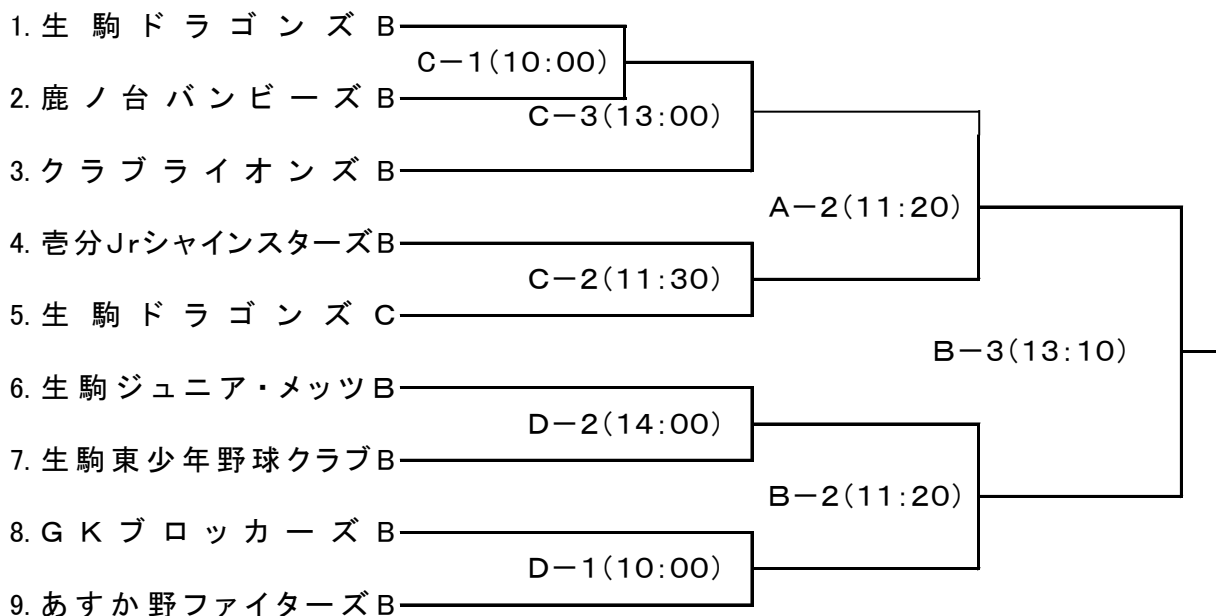 1. 生駒ドラゴンズB
C－1(10:00)
2. 鹿ノ台バンビーズB
C－3(13:00)
3. クラブライオンズB
A－2(11:20)
4. 壱分JrシャインスターズB
C－2(11:30)
5. 生駒ドラゴンズC
B－3(13:10)
6. 生駒ジュニア・メッツB
D－2(14:00)
7. 生駒東少年野球クラブB
B－2(11:20)
8. GKブロッカーズB
D－1(10:00)
9. あすか野ファイターズB